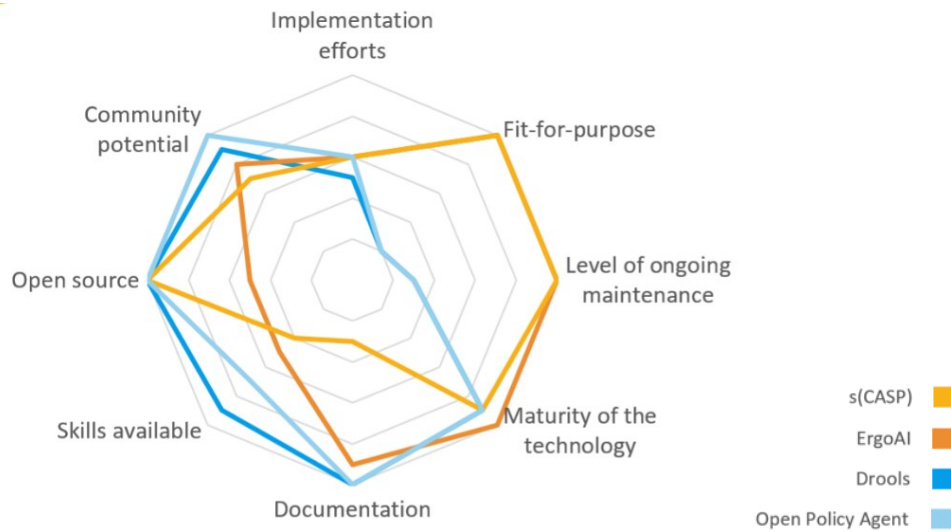 Implementation
efforts
Community
potential
Fit-for-purpose
Open source
Level of ongoing
maintenance
s(CASP)
Maturity of the
technology
Skills available
ErgoAI
Drools
Documentation
Open Policy Agent